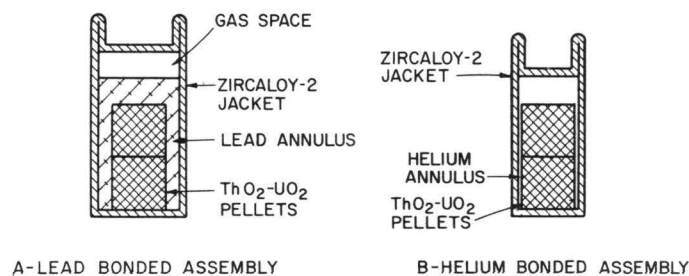 GAS SPACE
ZIRCALOY-2
JACKET
LEAD ANNULUS
ThO2-UO2
PELLETS
A-LEAD BONDED ASSEMBLY
ZIRCALOY-2
JACKET
HELIUM
ANNULUS
ThO2-UO2
PELLETS
B-HELIUM BONDED ASSEMBLY